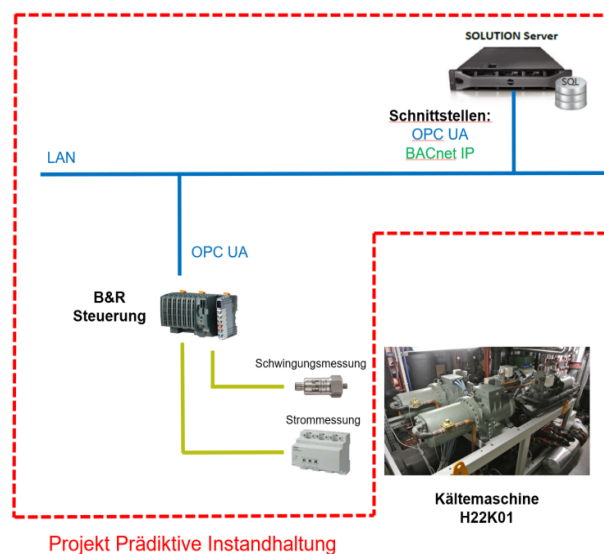 SOLUTION Server
SQL
Schnittstellen:
OPC UA
BACnet IP
LAN
OPC UA
B&R
Steuerung
Schwingungsmessung
Strommessung
Kältemaschine
H22K01
Projekt Prädiktive Instandhaltung